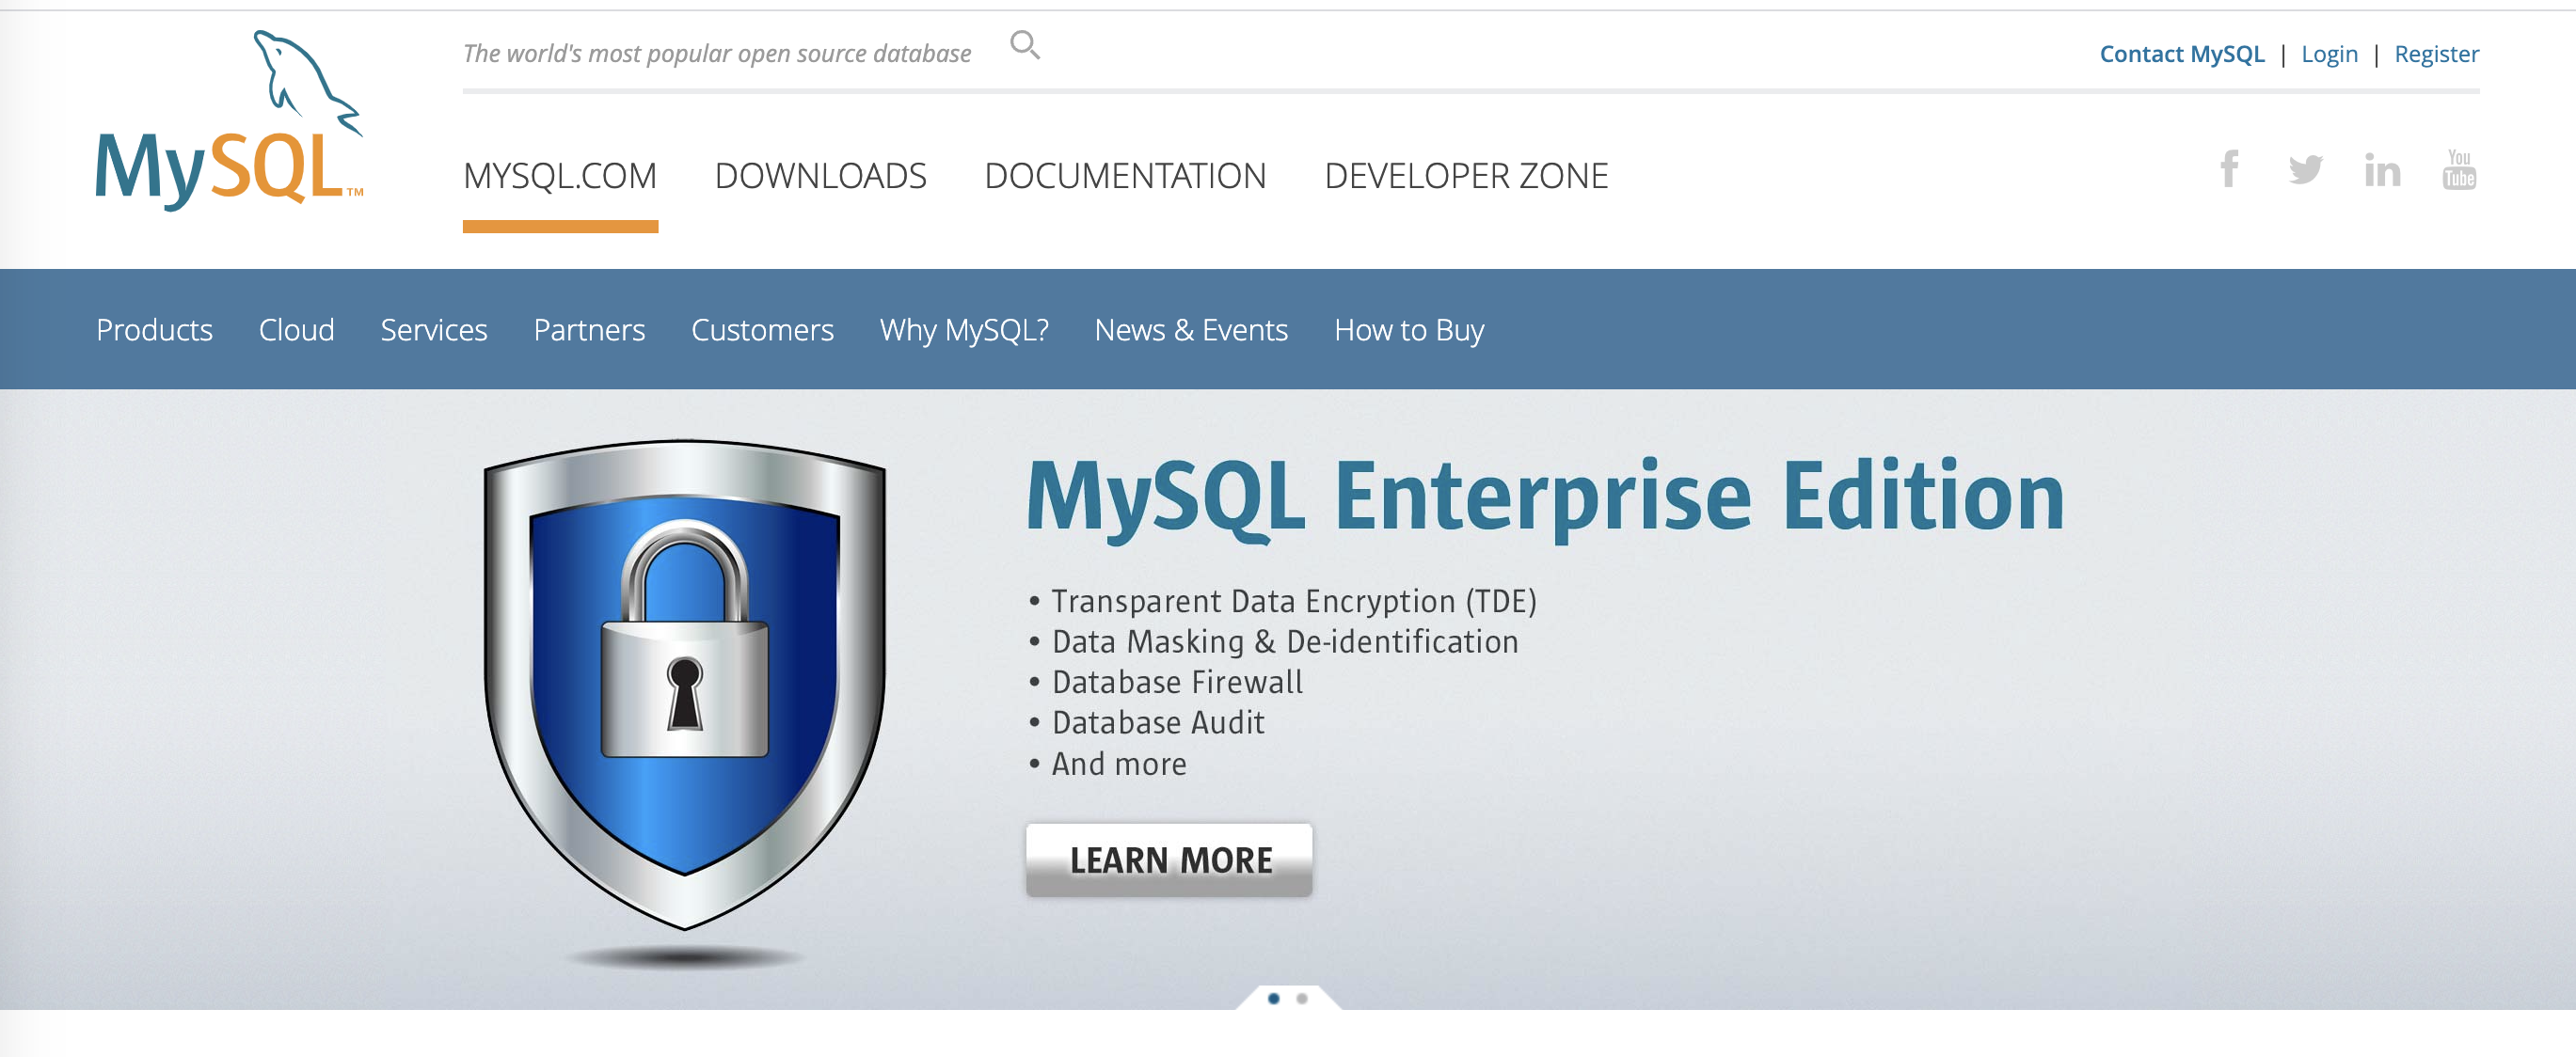 The world's most popular open source database
Contact MySQL | Login | Register
MySQL™
MYSQL.COM DOWNLOADS DOCUMENTATION DEVELOPER ZONE
You Tube
Products Cloud Services Partners Customers Why MySQL? News & Events How to Buy
MySQL Enterprise Edition
• Transparent Data Encryption (TDE)
• Data Masking & De-identification
• Database Firewall
• Database Audit
• And more
LEARN MORE